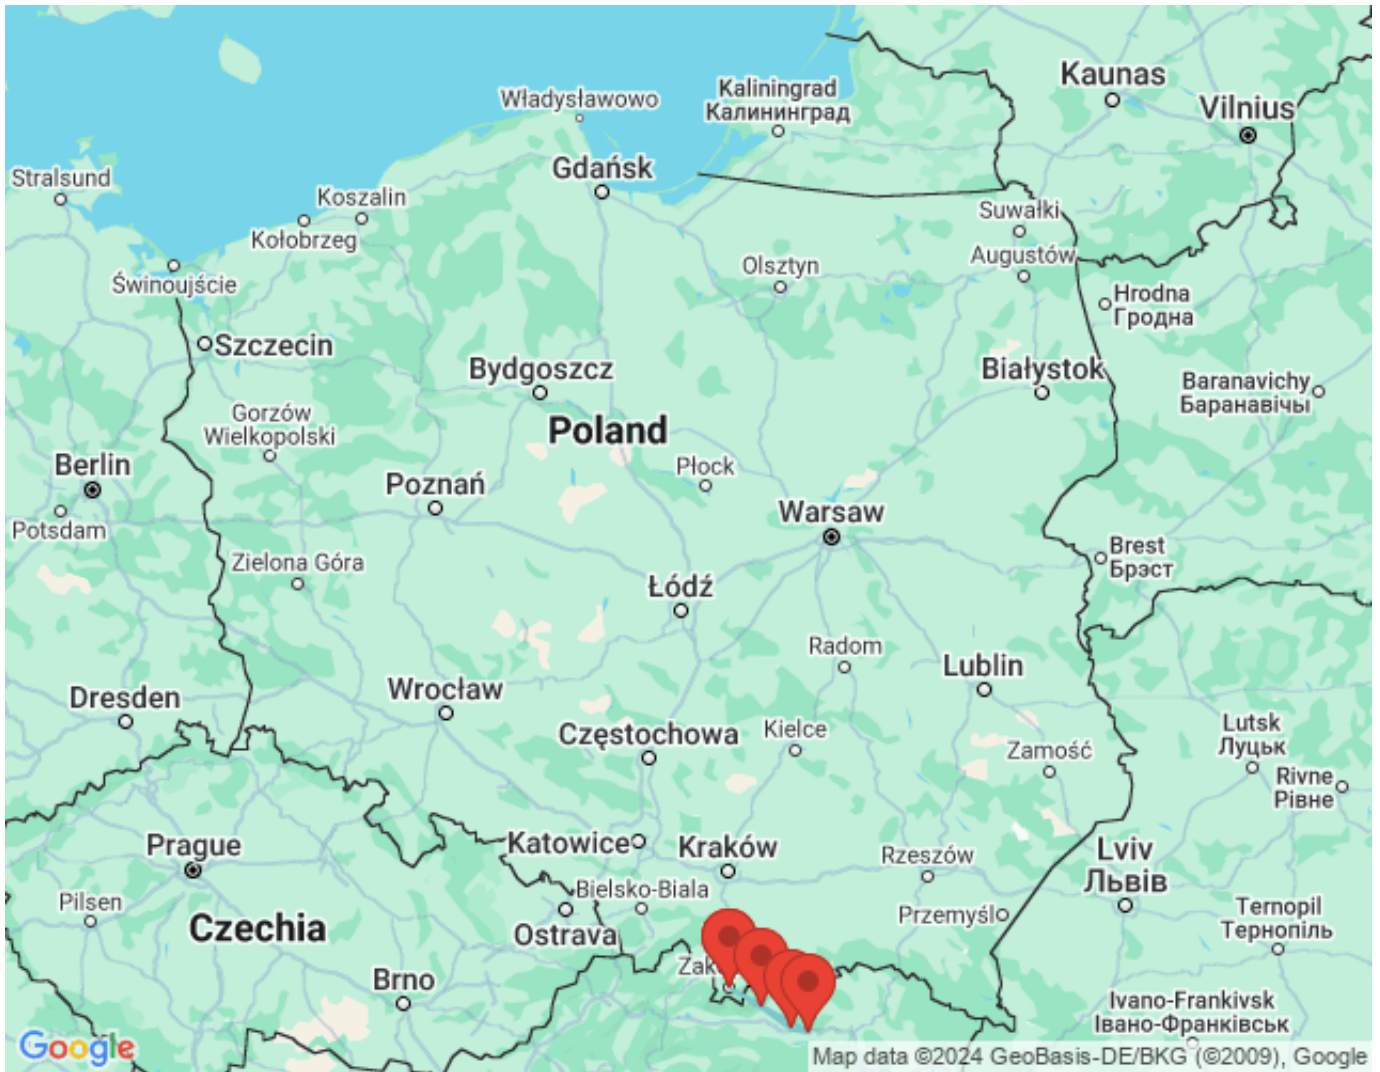 Kaunas
Vilnius
Kaliningrad
Калининград
Władysławowo
Gdańsk
Stralsund
Koszalin
Kołobrzeg
Suwałki
Augustów
Olsztyn
Świnoujście
Hrodna
Гродна
Szczecin
Bydgoszcz
Białystok
Baranavichy
Баранавічы
Gorzów
Wielkopolski
Poland
Berlin
Płock
Poznań
Warsaw
Potsdam
Brest
Брэст
Zielona Góra
Łódź
Radom
Lublin
Dresden
Wrocław
Częstochowa
Kielce
Zamość
Lutsk
Луцьк
Rivne
Рівне
Prague
Katowice
Kraków
Rzeszów
Lviv
Львів
Pilsen
Bielsko-Biala
Przemyśl
Ternopil
Тернопіль
Czechia
Ostrava
Brno
Ivano-Frankivsk
Івано-Франківськ
Google
Map data ©2024 GeoBasis-DE/BKG (©2009), Google